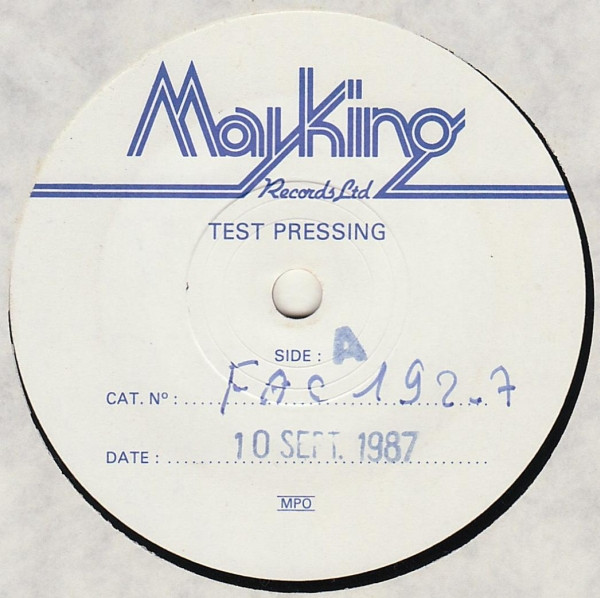 Mayking
Records Ltd
TEST PRESSING
SIDE : A
CAT. Nº : FAC 192.7
DATE : 10 SEPT. 1987
MPO